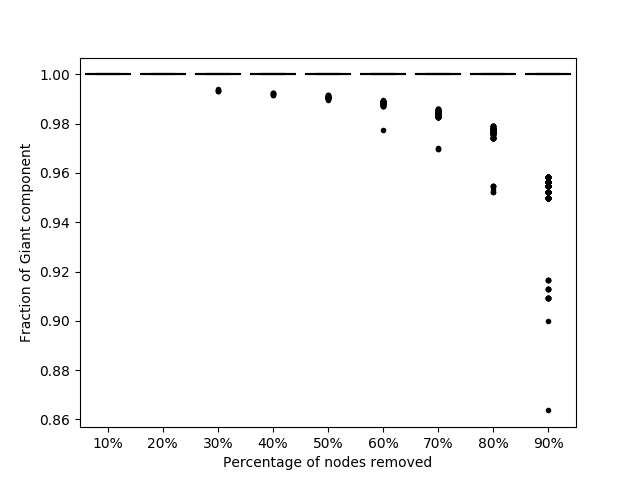 1.00
0.98
0.96
0.94
0.92
0.90
0.88
0.86
Fraction of Giant component
10% 20% 30% 40% 50% 60% 70% 80% 90%
Percentage of nodes removed